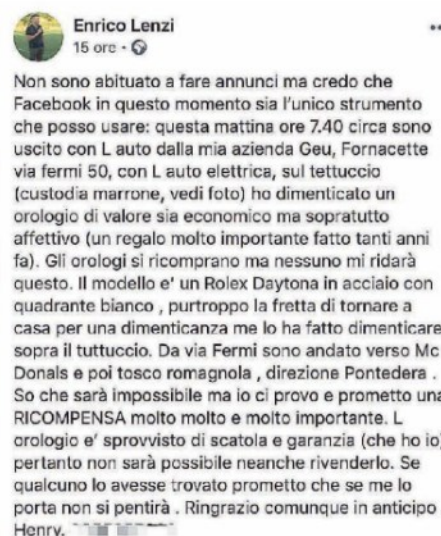 Enrico Lenzi
15 ore ·
Non sono abituato a fare annunci ma credo che
Facebook in questo momento sia l'unico strumento
che posso usare: questa mattina ore 7.40 circa sono
uscito con L auto dalla mia azienda Geu, Fornacette
via fermi 50, con L auto elettrica, sul tettuccio
(custodia marrone, vedi foto) ho dimenticato un
orologio di valore sia economico ma sopratutto
affettivo (un regalo molto importante fatto tanti anni
fa). Gli orologi si ricomprano ma nessuno mi ridarà
questo. Il modello e' un Rolex Daytona in acciaio con
quadrante bianco , purtroppo la fretta di tornare a
casa per una dimenticanza me lo ha fatto dimenticare
sopra il tuttuccio. Da via Fermi sono andato verso Mc
Donals e poi tosco romagnola , direzione Pontedera .
So che sarà impossibile ma io ci provo e prometto una
RICOMPENSA molto molto e molto importante. L
orologio e' sprovvisto di scatola e garanzia (che ho io)
pertanto non sarà possibile neanche rivenderlo. Se
qualcuno lo avesse trovato prometto che se me lo
porta non si pentirà . Ringrazio comunque in anticipo
Henry.